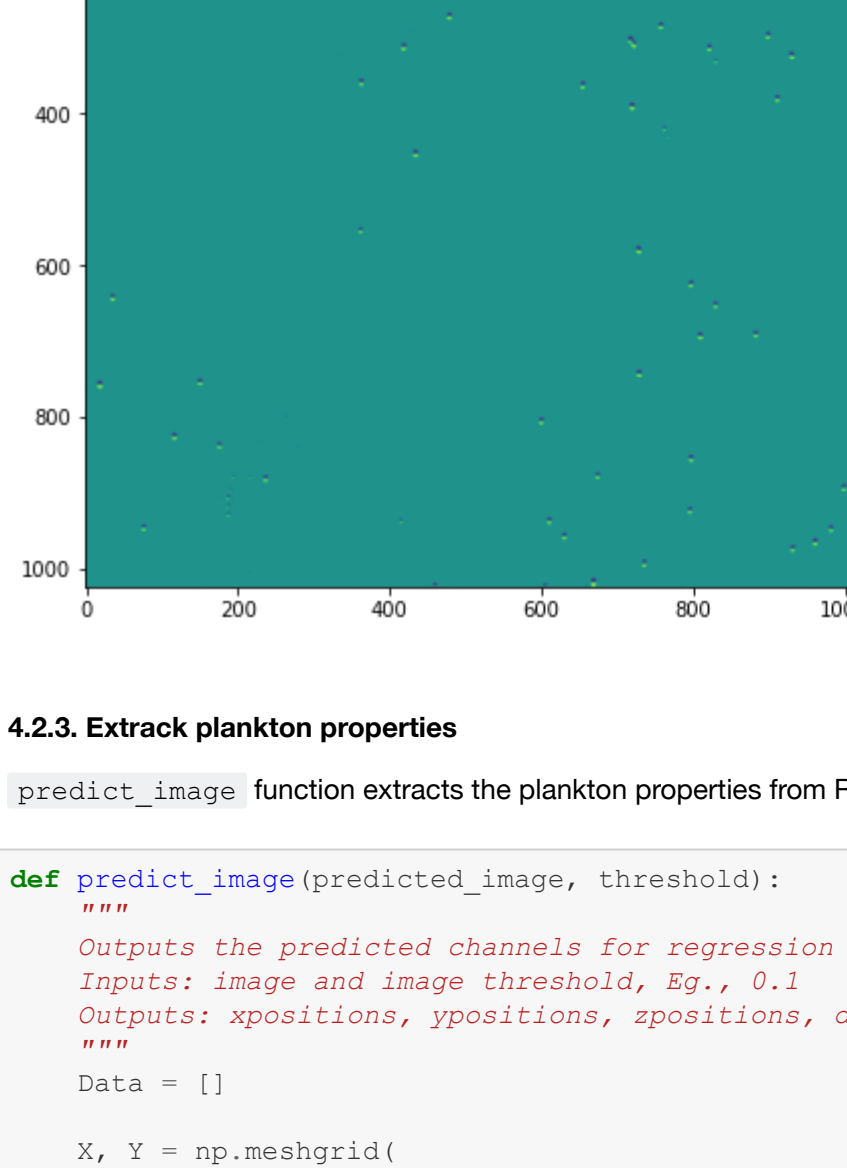 400
600
800
1000
0 200 400 600 800
4.2.3. Extrack plankton properties
predict_image function extracts the plankton properties from
def predict_image(predicted_image, threshold):
"""
Outputs the predicted channels for regression
Inputs: image and image threshold, Eg., 0.1
Outputs: xpositions, ypositions, zpositions,
"""
Data = []
X, Y = np.meshgrid(